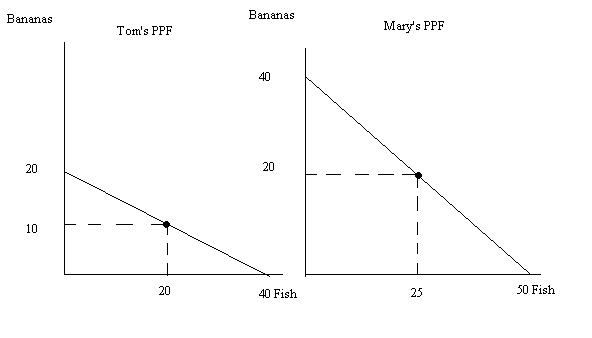 Bananas
Tom's PPF
20
10
20
40 Fish
Bananas
Mary's PPF
40
20
25
50 Fish